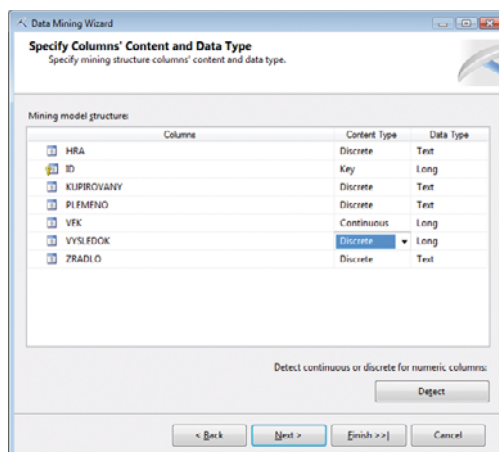 Data Mining Wizard
Specify Columns' Content and Data Type
Specify mining structure columns' content and data type.
Mining model structure:
Columns Content Type Data Type
HRA Discrete Text
ID Key Long
KUPIROVANY Discrete Text
PLEMENO Discrete Text
VEK Continuous Long
VYSLEDOK Discrete Long
ZRADLO Discrete Text
Detect continuous or discrete for numeric columns:
Detect
< Back Next > Finish >>| Cancel